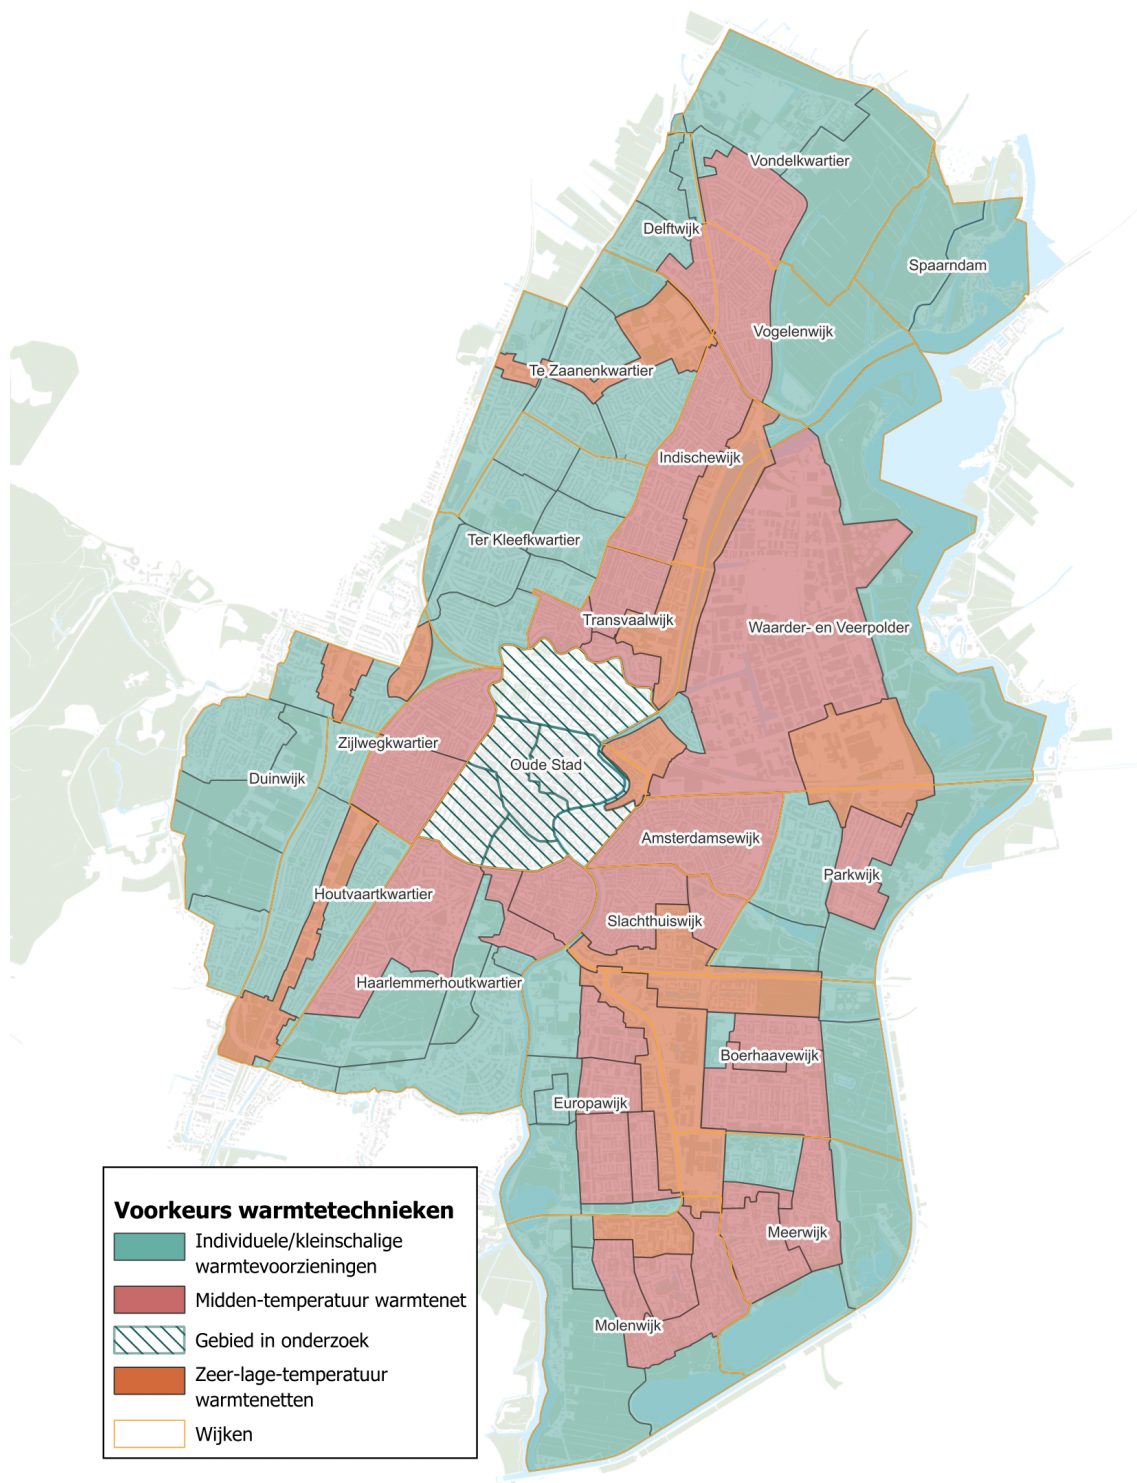 Vondelkwartier
Delftwijk
Spaarndam
Vogelenwijk
Te Zaanenkwartier
Indischewijk
Ter Kleefkwartier
Transvaalwijk
Waarder- en Veerpolder
Zijlwegkwartier
Oude Stad
Duinwijk
Amsterdamsewijk
Parkwijk
Houtvaartkwartier
Slachthuiswijk
Haarlemmerhoutkwartier
Boerhaavewijk
Europawijk
Meerwijk
Molenwijk
Voorkeurs warmtetechnieken
Individuele/kleinschalige
warmtevoorzieningen
Midden-temperatuur warmtenet
Gebied in onderzoek
Zeer-lage-temperatuur
warmtenetten
Wijken